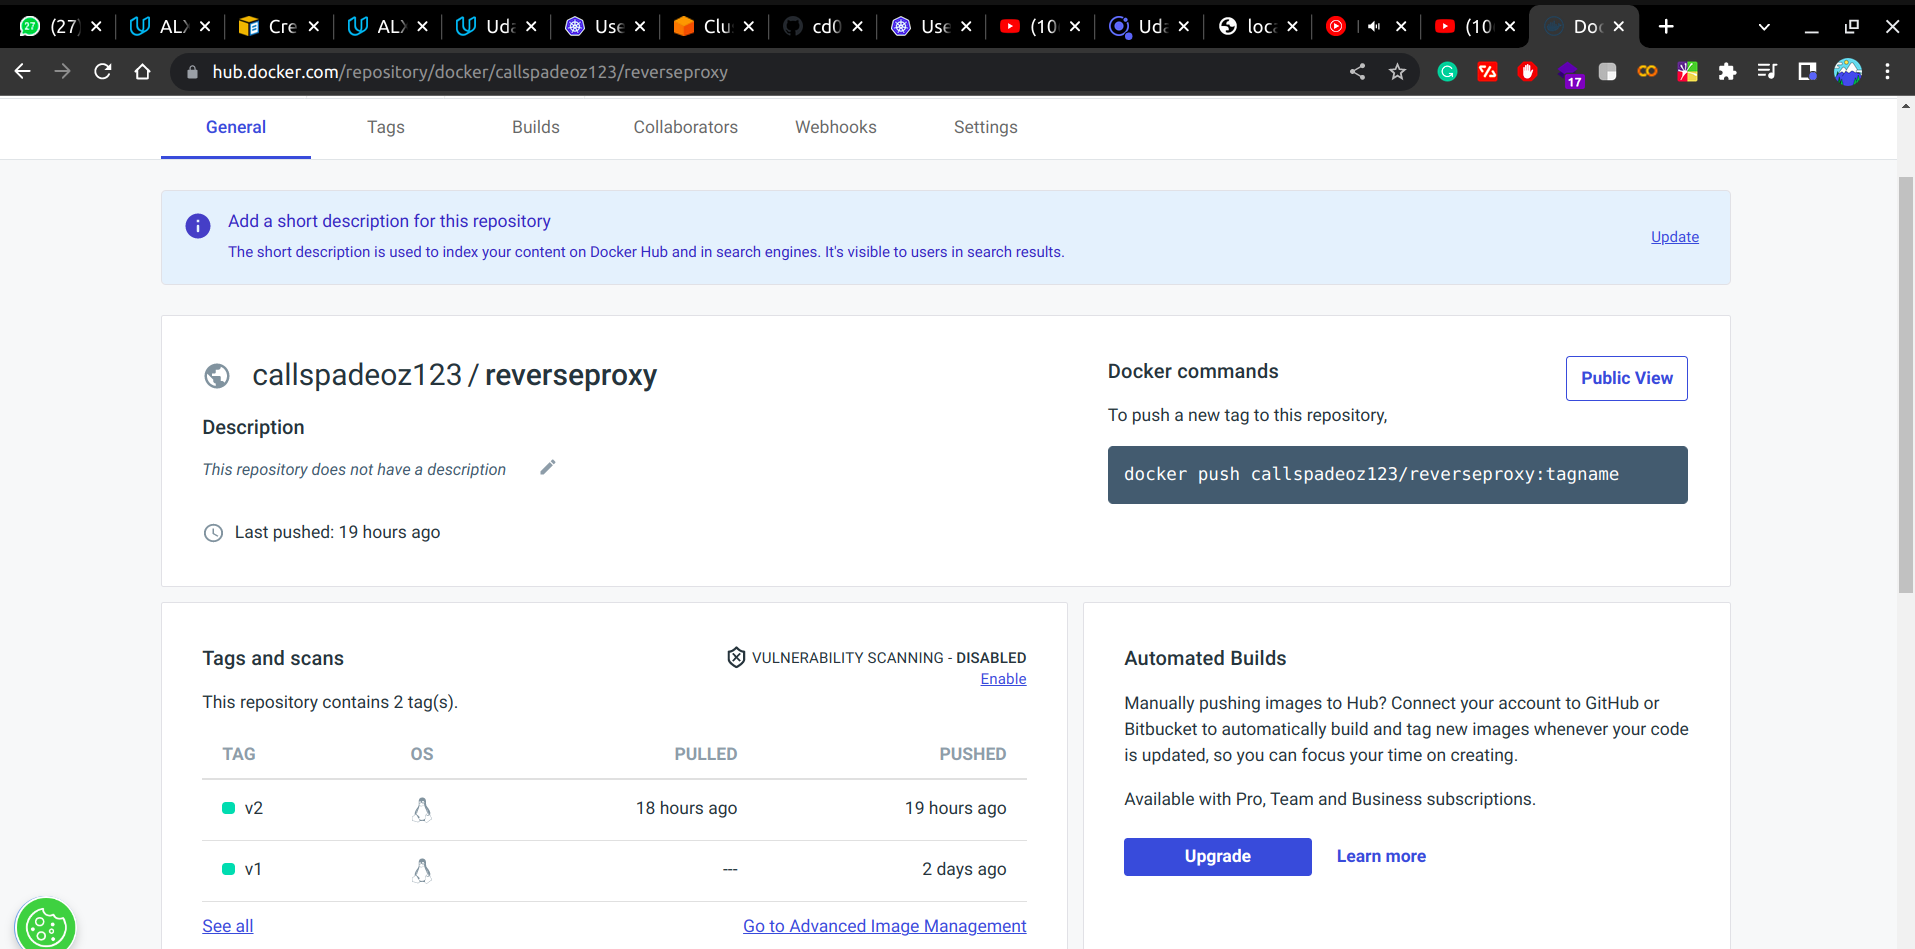 27 (27) ALX Cre ALX Uda Use Clu cd0 Use (10 Uda loca (10 Doc
hub.docker.com/repository/docker/callspadeoz123/reverseproxy 17
General Tags Builds Collaborators Webhooks Settings
Add a short description for this repository
The short description is used to index your content on Docker Hub and in search engines. It's visible to users in search results.
Update
callspadeoz123 / reverseproxy
Description
This repository does not have a description
Last pushed: 19 hours ago
Docker commands
Public View
To push a new tag to this repository,
docker push callspadeoz123/reverseproxy:tagname
Tags and scans
VULNERABILITY SCANNING - DISABLED
Enable
This repository contains 2 tag(s).
TAG OS PULLED PUSHED
v2 18 hours ago 19 hours ago
v1 --- 2 days ago
See all Go to Advanced Image Management
Automated Builds
Manually pushing images to Hub? Connect your account to GitHub or
Bitbucket to automatically build and tag new images whenever your code
is updated, so you can focus your time on creating.
Available with Pro, Team and Business subscriptions.
Upgrade Learn more